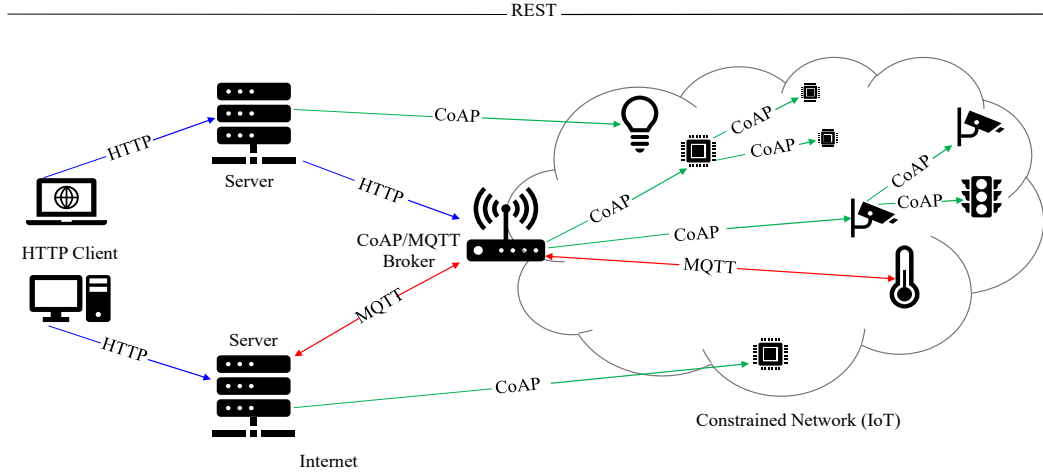 REST
CoAP
CoAP
HTTP
CoAP
CoAP
Server
HTTP
CoAP
CoAP
HTTP Client
CoAP/MQTT
Broker
CoAP
MQTT
MQTT
Server
HTTP
CoAP
Constrained Network (IoT)
Internet